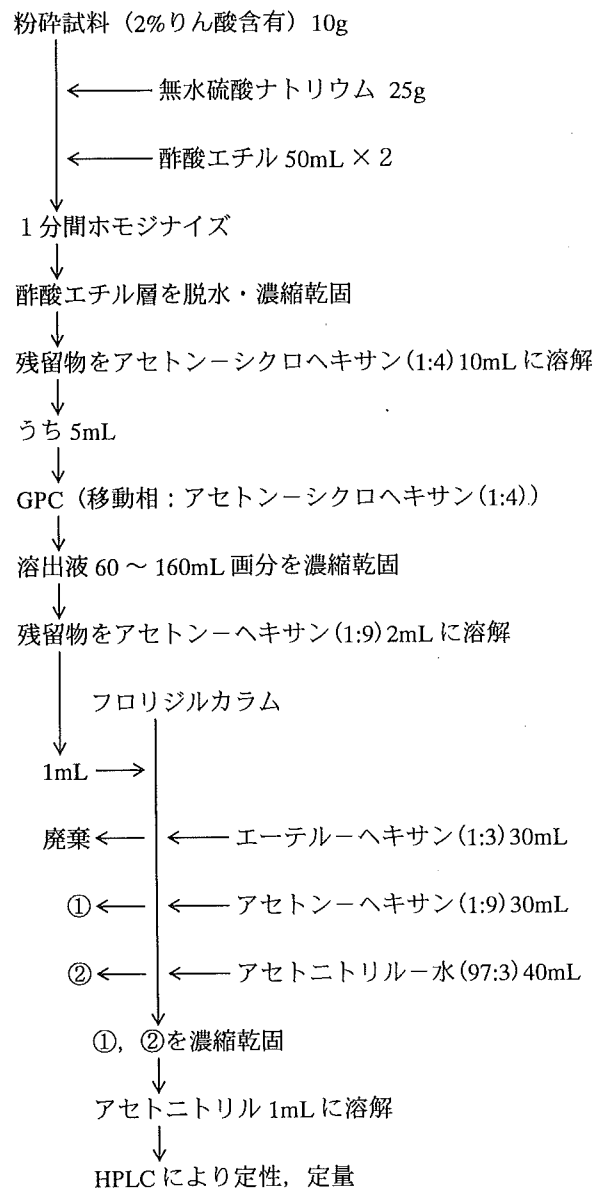 粉砕試料（2%りん酸含有）10g
無水硫酸ナトリウム 25g
酢酸エチル 50mL × 2
1分間ホモジナイズ
酢酸エチル層を脱水・濃縮乾固
残留物をアセトン－シクロヘキサン(1:4)10mLに溶解
うち 5mL
GPC（移動相：アセトン－シクロヘキサン(1:4)）
溶出液 60 ～ 160mL 画分を濃縮乾固
残留物をアセトン－ヘキサン(1:9)2mLに溶解
フロリジルカラム
1mL
廃棄 エーテル－ヘキサン(1:3)30mL
① アセトン－ヘキサン(1:9)30mL
② アセトニトリル－水(97:3)40mL
①，②を濃縮乾固
アセトニトリル 1mLに溶解
HPLCにより定性，定量